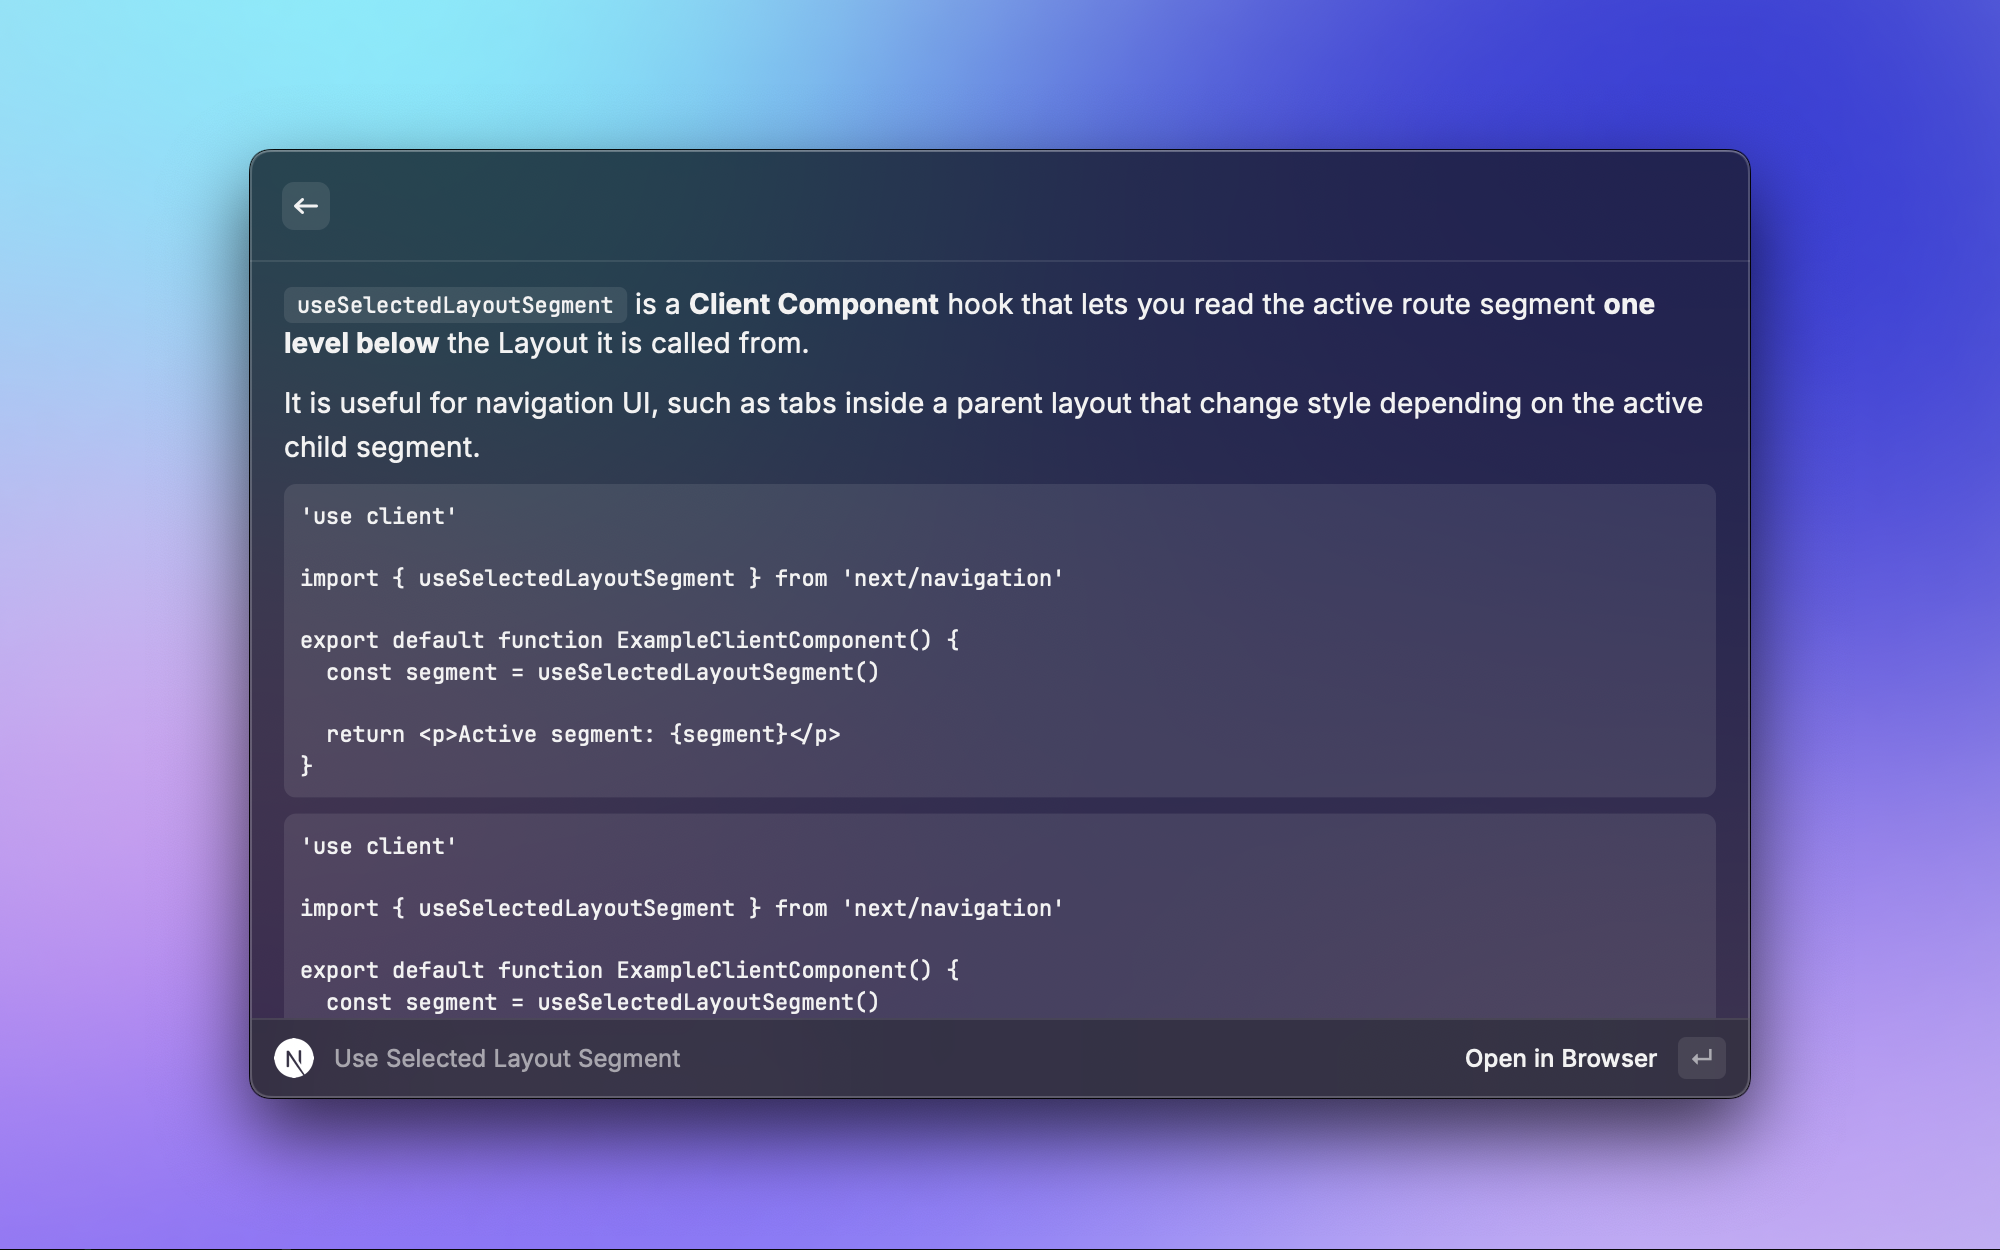 useSelectedLayoutSegment is a Client Component hook that lets you read the active route segment one
level below the Layout it is called from.
It is useful for navigation UI, such as tabs inside a parent layout that change style depending on the active
child segment.
'use client'
import { useSelectedLayoutSegment } from 'next/navigation'
export default function ExampleClientComponent() {
  const segment = useSelectedLayoutSegment()
  return <p>Active segment: {segment}</p>
}
'use client'
import { useSelectedLayoutSegment } from 'next/navigation'
export default function ExampleClientComponent() {
  const segment = useSelectedLayoutSegment()
N Use Selected Layout Segment
Open in Browser